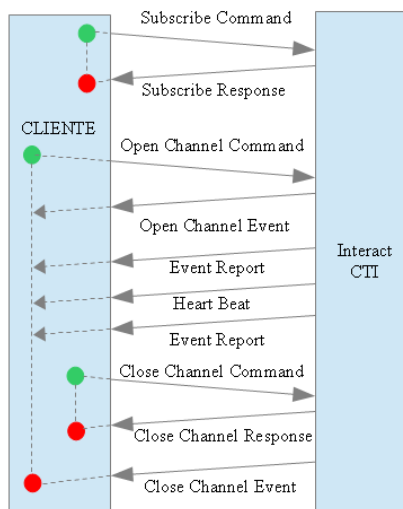 Subscribe Command
Subscribe Response
CLIENTE
Open Channel Command
Open Channel Event
Interact
CTI
Event Report
Heart Beat
Event Report
Close Channel Command
Close Channel Response
Close Channel Event